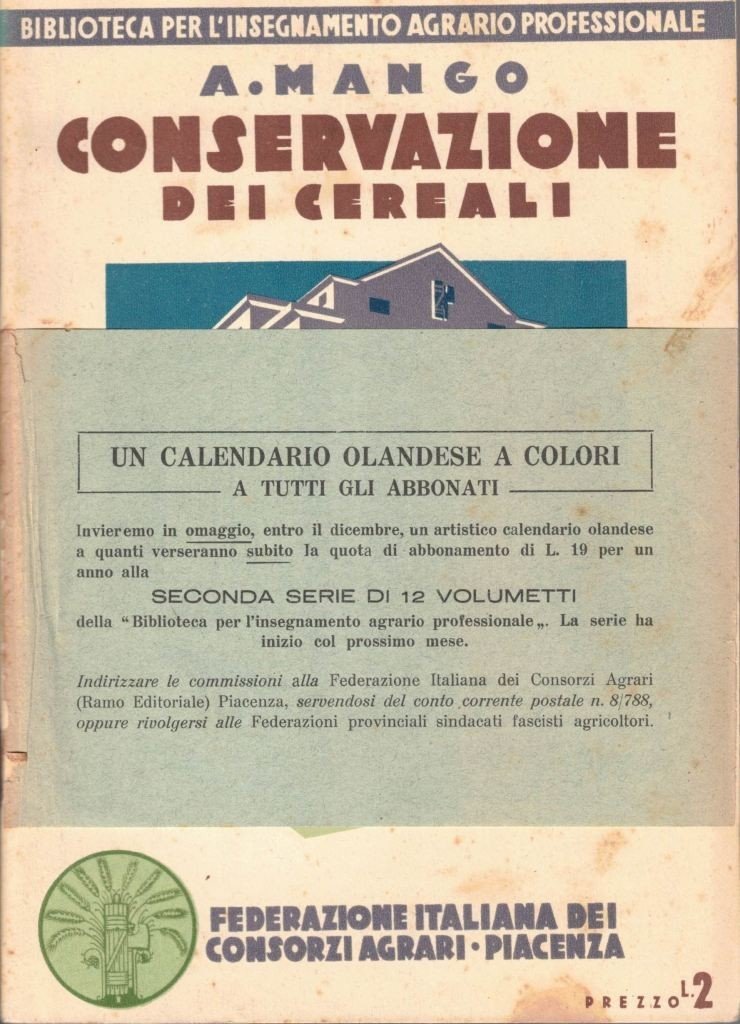 BIBLIOTECA PER L'INSEGNAMENTO AGRARIO PROFESSIONALE
A. MANGO
CONSERVAZIONE
DEI CEREALI
UN CALENDARIO OLANDESE A COLORI
A TUTTI GLI ABBONATI
Invieremo in omaggio, entro il dicembre, un artistico calendario olandese
a quanti verseranno subito la quota di abbonamento di L. 19 per un
anno alla
SECONDA SERIE DI 12 VOLUMETTI
della “Biblioteca per l'insegnamento agrario professionale„. La serie ha
inizio col prossimo mese.
Indirizzare le commissioni alla Federazione Italiana dei Consorzi Agrari
(Ramo Editoriale) Piacenza, servendosi del conto corrente postale n. 8/788,
oppure rivolgersi alle Federazioni provinciali sindacati fascisti agricoltori.
FEDERAZIONE ITALIANA DEI
CONSORZI AGRARI · PIACENZA
PREZZO L. 2